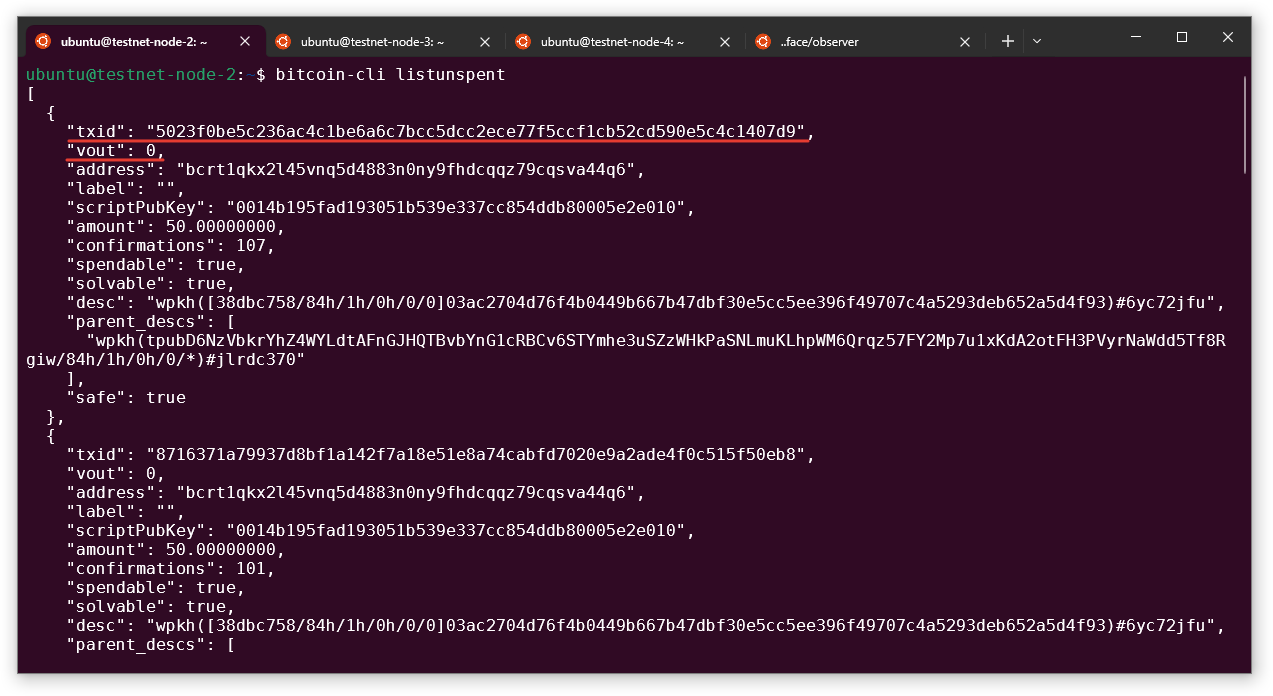 ubuntu@testnet-node-2: ~
ubuntu@testnet-node-3: ~
ubuntu@testnet-node-4: ~
..face/observer
ubuntu@testnet-node-2:~$ bitcoin-cli listunspent
[
  {
    "txid": "5023f0be5c236ac4c1be6a6c7bcc5dcc2ece77f5ccf1cb52cd590e5c4c1407d9",
    "vout": 0,
    "address": "bcrt1qkx2l45vnq5d4883n0ny9fhdcqqz79cqsva44q6",
    "label": "",
    "scriptPubKey": "0014b195fad193051b539e337cc854ddb80005e2e010",
    "amount": 50.00000000,
    "confirmations": 107,
    "spendable": true,
    "solvable": true,
    "desc": "wpkh([38dbc758/84h/1h/0h/0/0]03ac2704d76f4b0449b667b47dbf30e5cc5ee396f49707c4a5293deb652a5d4f93)#6yc72jfu",
    "parent_descs": [
      "wpkh(tpubD6NzVbkrYhZ4WYLdtAFnGJHQTBvbYnG1cRBCv6STYmhe3uSZzWHkPaSNLmuKLhpWM6Qrqz57FY2Mp7u1xKdA2otFH3PVyrNaWdd5Tf8R
giw/84h/1h/0h/0/*)#jlrdc370"
    ],
    "safe": true
  },
  {
    "txid": "8716371a79937d8bf1a142f7a18e51e8a74cabfd7020e9a2ade4f0c515f50eb8",
    "vout": 0,
    "address": "bcrt1qkx2l45vnq5d4883n0ny9fhdcqqz79cqsva44q6",
    "label": "",
    "scriptPubKey": "0014b195fad193051b539e337cc854ddb80005e2e010",
    "amount": 50.00000000,
    "confirmations": 101,
    "spendable": true,
    "solvable": true,
    "desc": "wpkh([38dbc758/84h/1h/0h/0/0]03ac2704d76f4b0449b667b47dbf30e5cc5ee396f49707c4a5293deb652a5d4f93)#6yc72jfu",
    "parent_descs": [